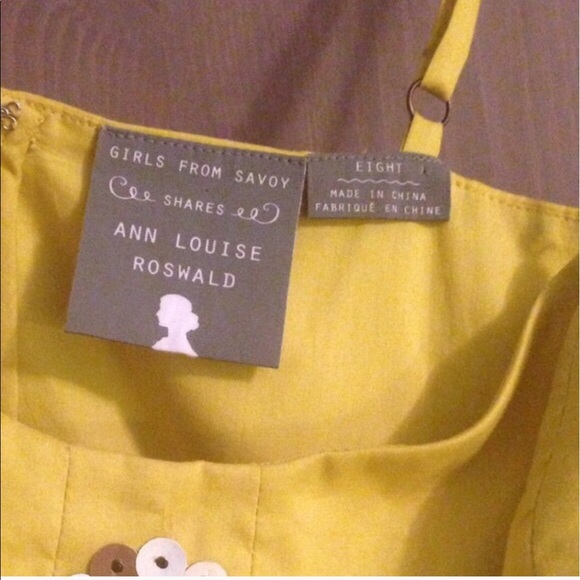 GIRLS FROM SAVOY
SHARES
ANN LOUISE
ROSWALD
EIGHT
MADE IN CHINA
FABRIQUÉ EN CHINE